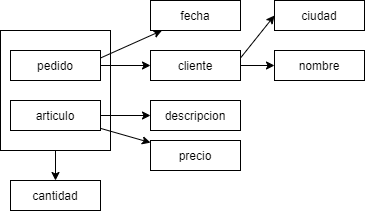 fecha
ciudad
pedido
cliente
nombre
articulo
descripcion
precio
cantidad